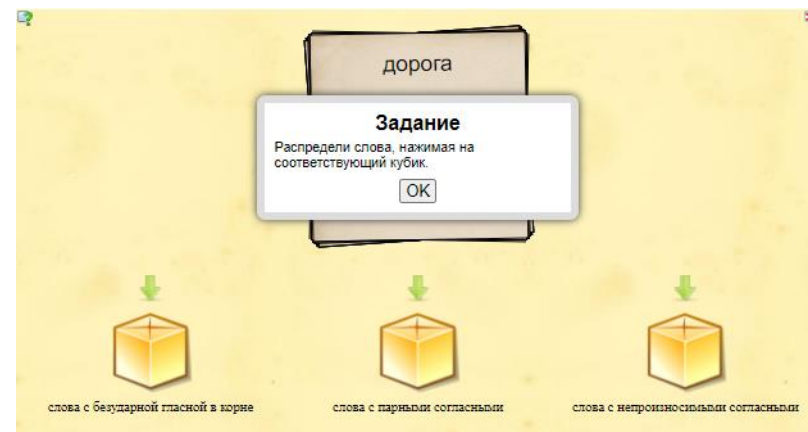 дорога
Задание
Распредели слова, нажимая на
соответствующий кубик.
OK
слова с безударной гласной в корне
слова с парными согласными
слова с непроизносимыми согласными